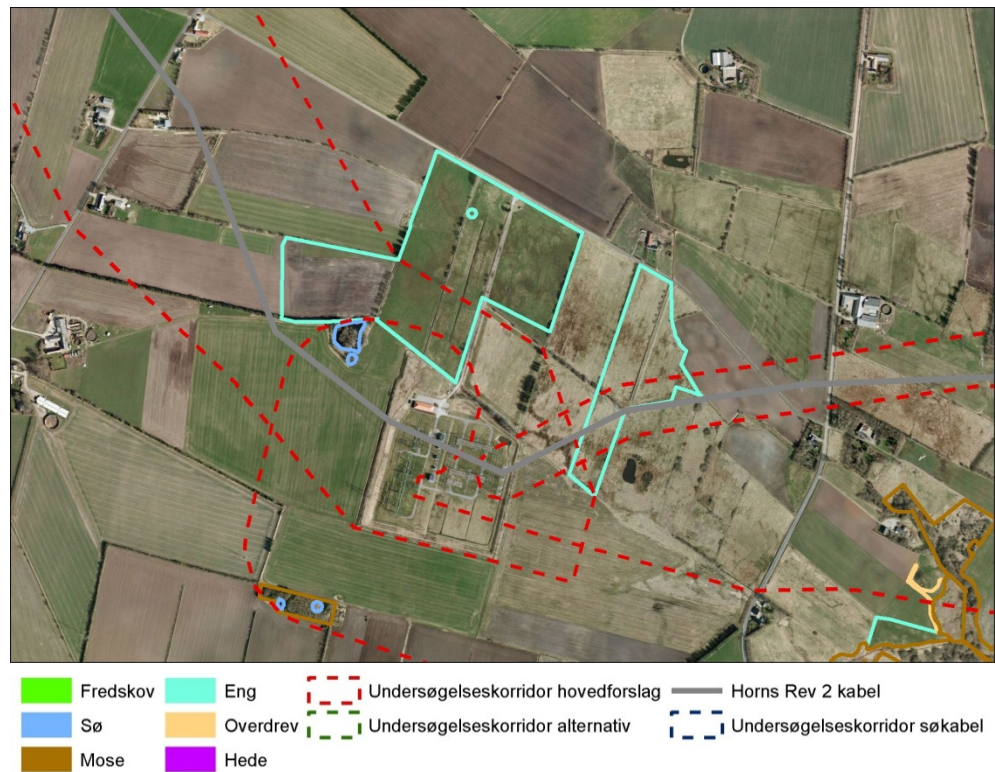 Fredskov Eng Undersøgelseskorridor hovedforslag Horns Rev 2 kabel
Sø Overdrev Undersøgelseskorridor alternativ Undersøgelseskorridor søkabel
Mose Hede